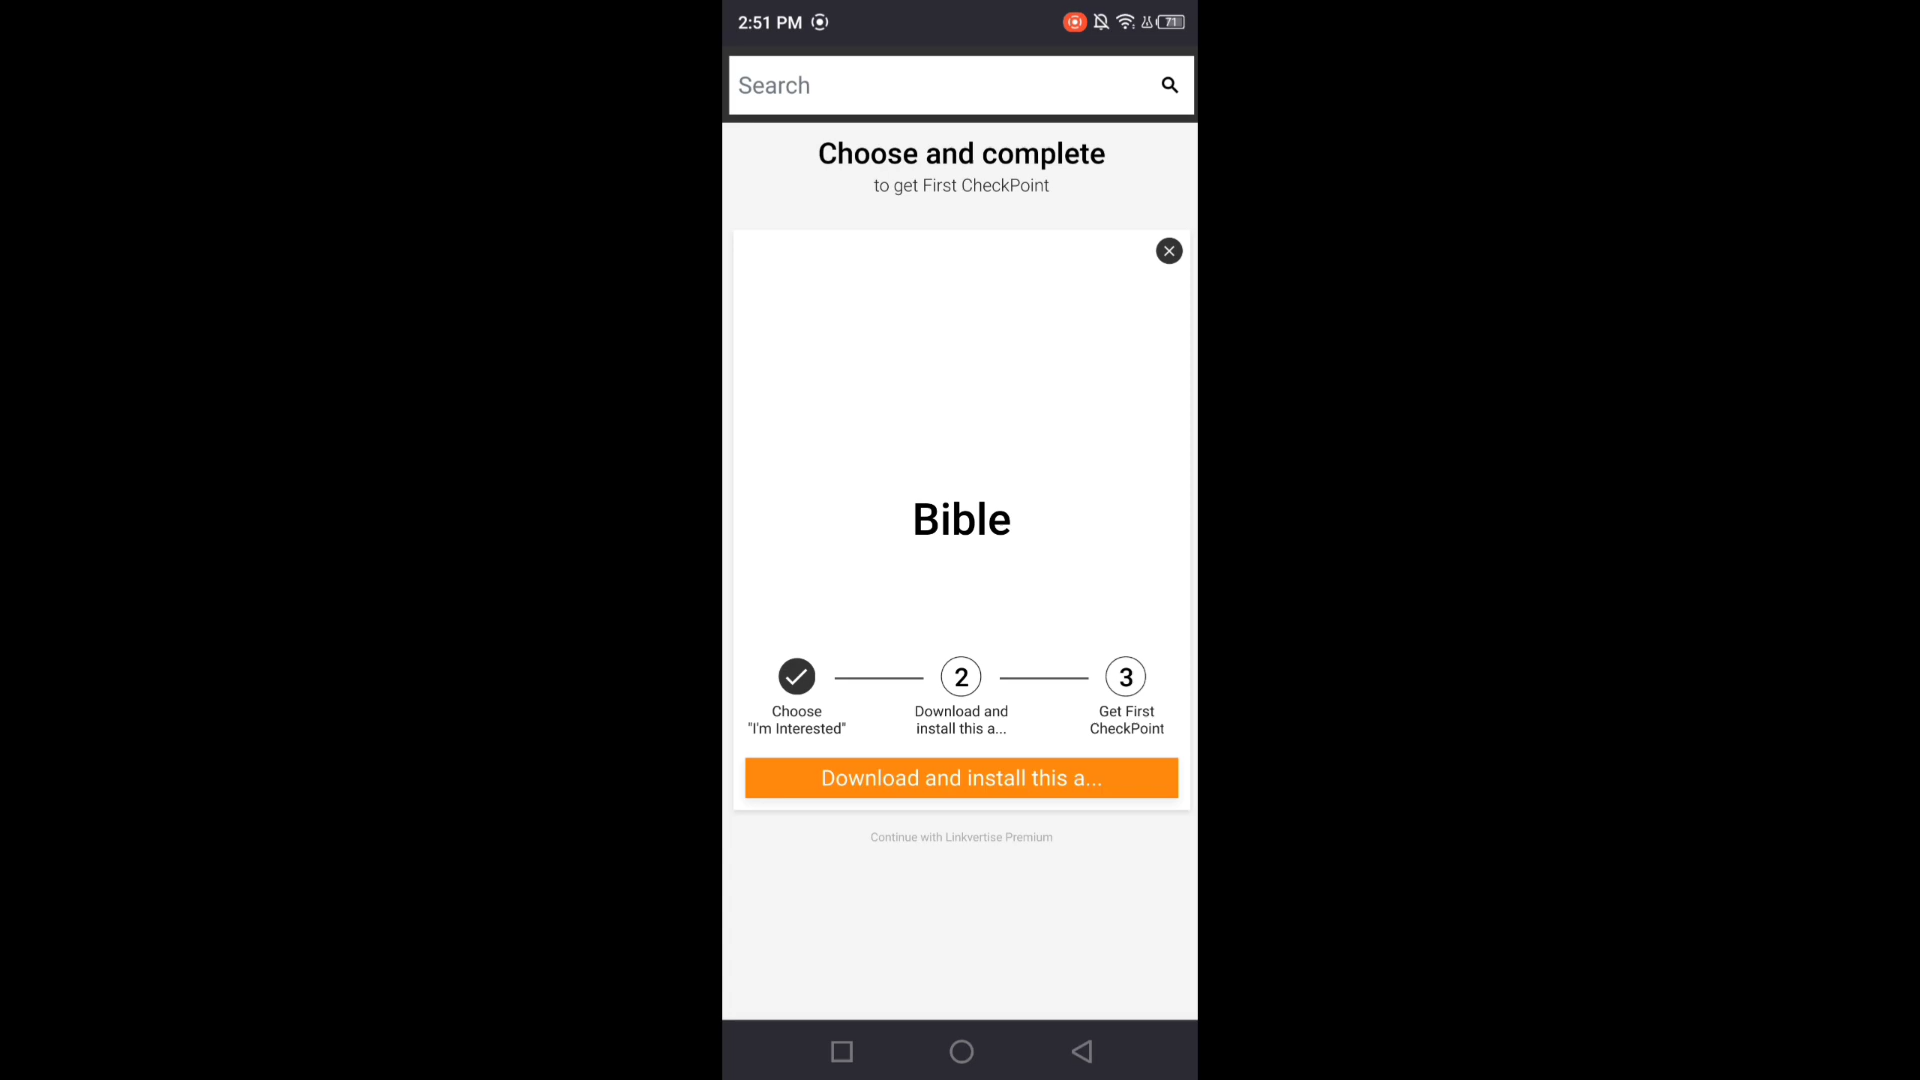 2:51 PM
71
Search
Choose and complete
to get First CheckPoint
Bible
2
3
Choose
"I'm Interested"
Download and
install this a...
Get First
CheckPoint
Download and install this a...
Continue with Linkvertise Premium